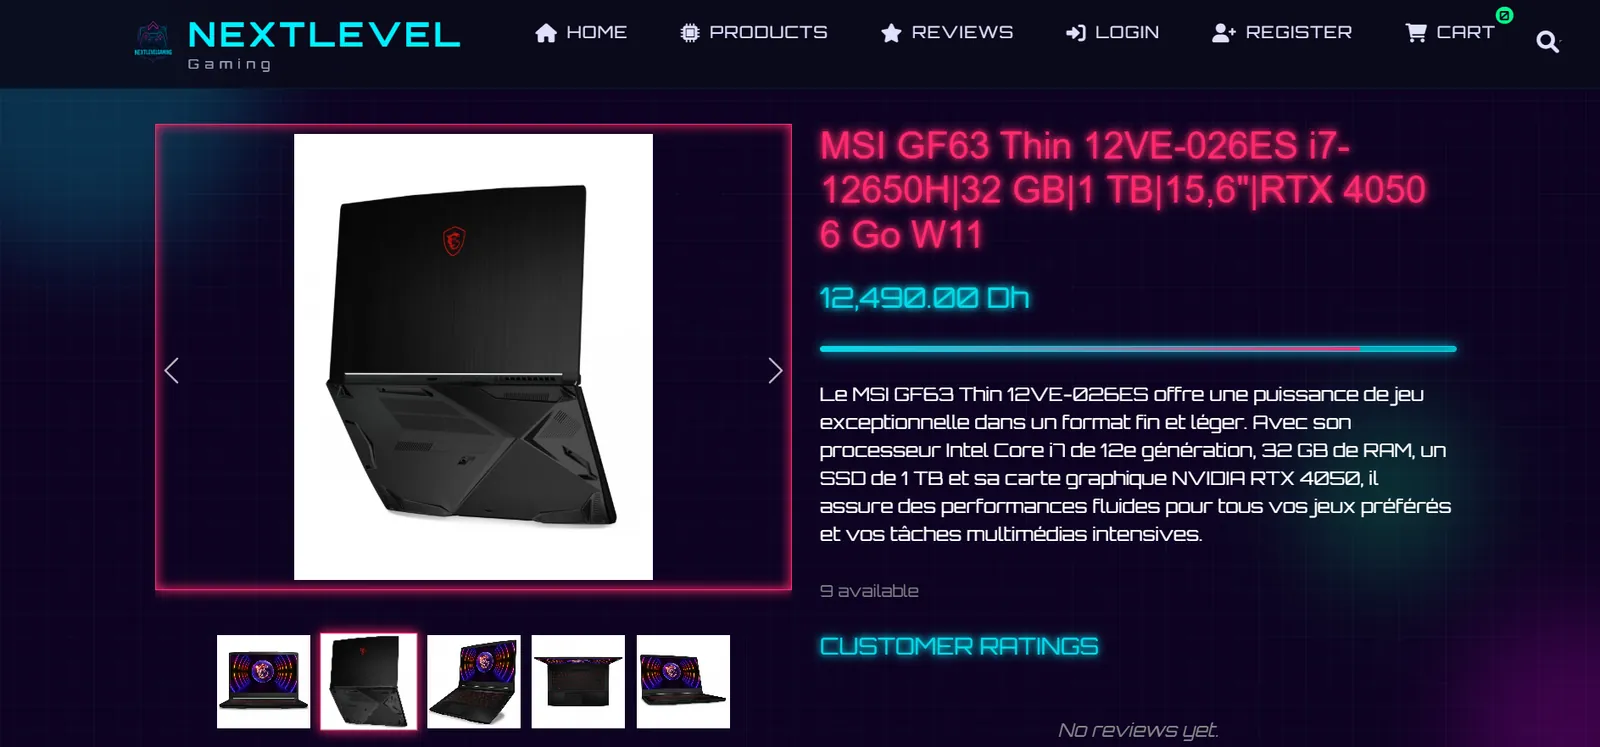 NEXTLEVEL
Gaming
NEXTLEVELGAMING
HOME
PRODUCTS
REVIEWS
LOGIN
REGISTER
CART
0
MSI GF63 Thin 12VE-026ES i7-
12650H|32 GB|1 TB|15,6"|RTX 4050
6 Go W11
12,490.00 Dh
Le MSI GF63 Thin 12VE-026ES offre une puissance de jeu
exceptionnelle dans un format fin et léger. Avec son
processeur Intel Core i7 de 12e génération, 32 GB de RAM, un
SSD de 1 TB et sa carte graphique NVIDIA RTX 4050, il
assure des performances fluides pour tous vos jeux préférés
et vos tâches multimédias intensives.
9 available
CUSTOMER RATINGS
No reviews yet.